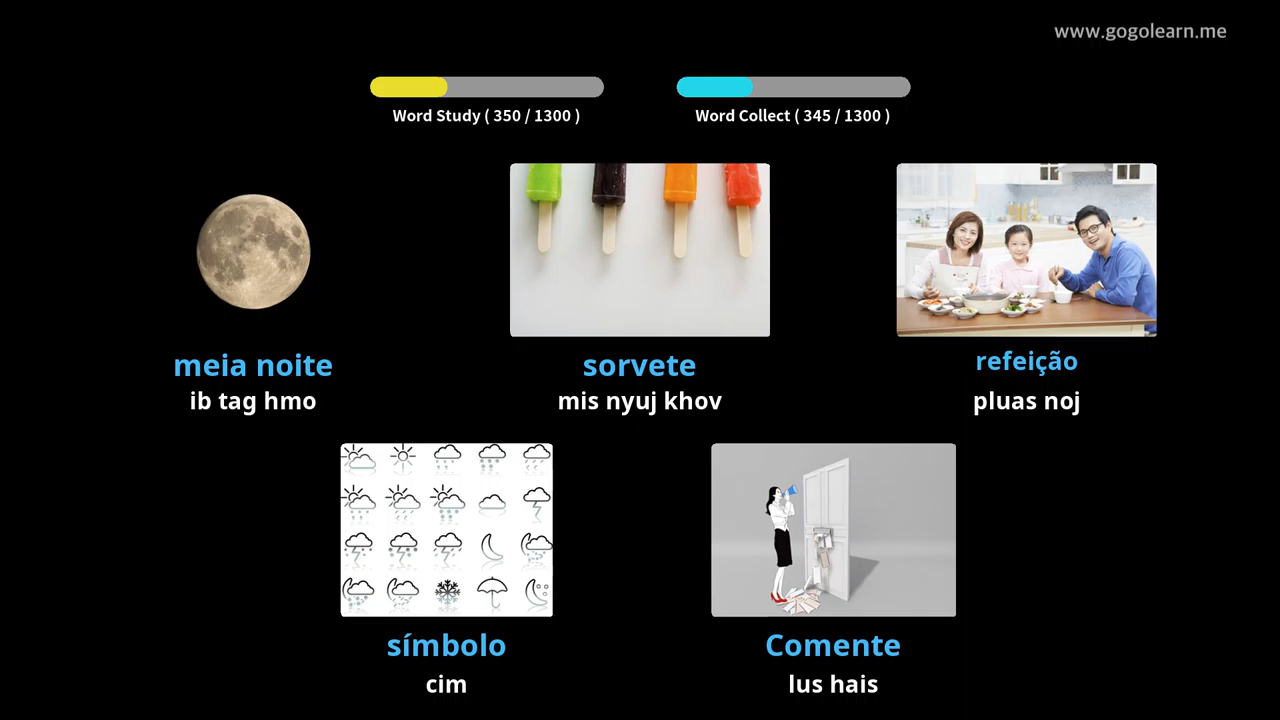 www.gogolearn.me
Word Study ( 350 / 1300 )
Word Collect ( 345 / 1300 )
meia noite
ib tag hmo
sorvete
mis nyuj khov
refeição
pluas noj
símbolo
cim
Comente
lus hais